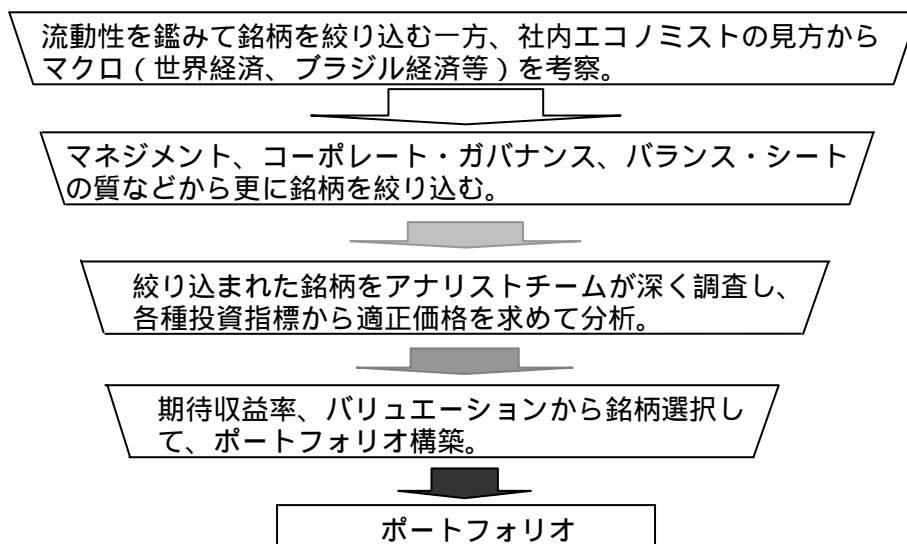 流動性を鑑みて銘柄を絞り込む一方、社内エコノミストの見方から
マクロ（世界経済、ブラジル経済等）を考察。
マネジメント、コーポレート・ガバナンス、バランス・シート
の質などから更に銘柄を絞り込む。
絞り込まれた銘柄をアナリストチームが深く調査し、
各種投資指標から適正価格を求めて分析。
期待収益率、バリュエーションから銘柄選択し
て、ポートフォリオ構築。
ポートフォリオ